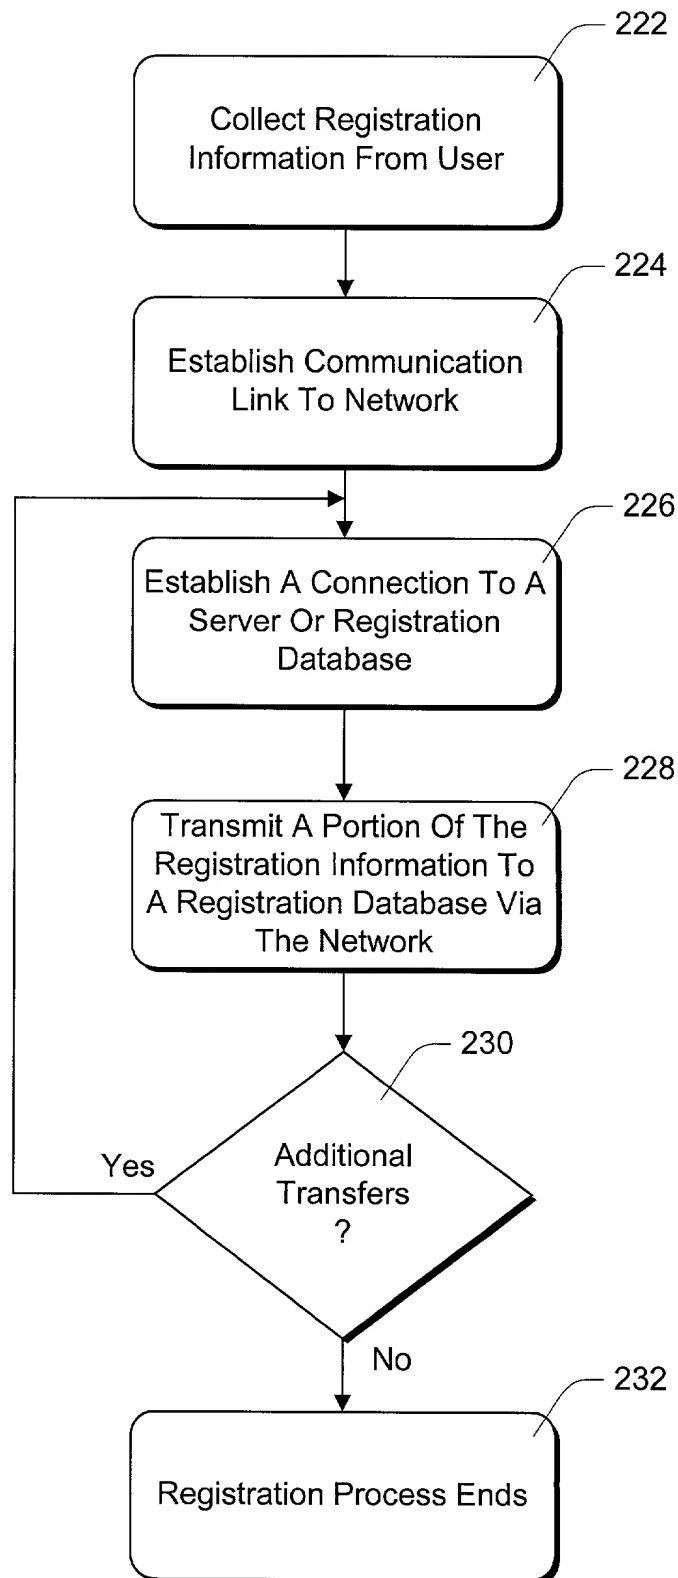 222
Collect Registration
Information From User
224
Establish Communication
Link To Network
226
Establish A Connection To A
Server Or Registration
Database
228
Transmit A Portion Of The
Registration Information To
A Registration Database Via
The Network
230
Additional
Transfers
?
Yes
No
232
Registration Process Ends